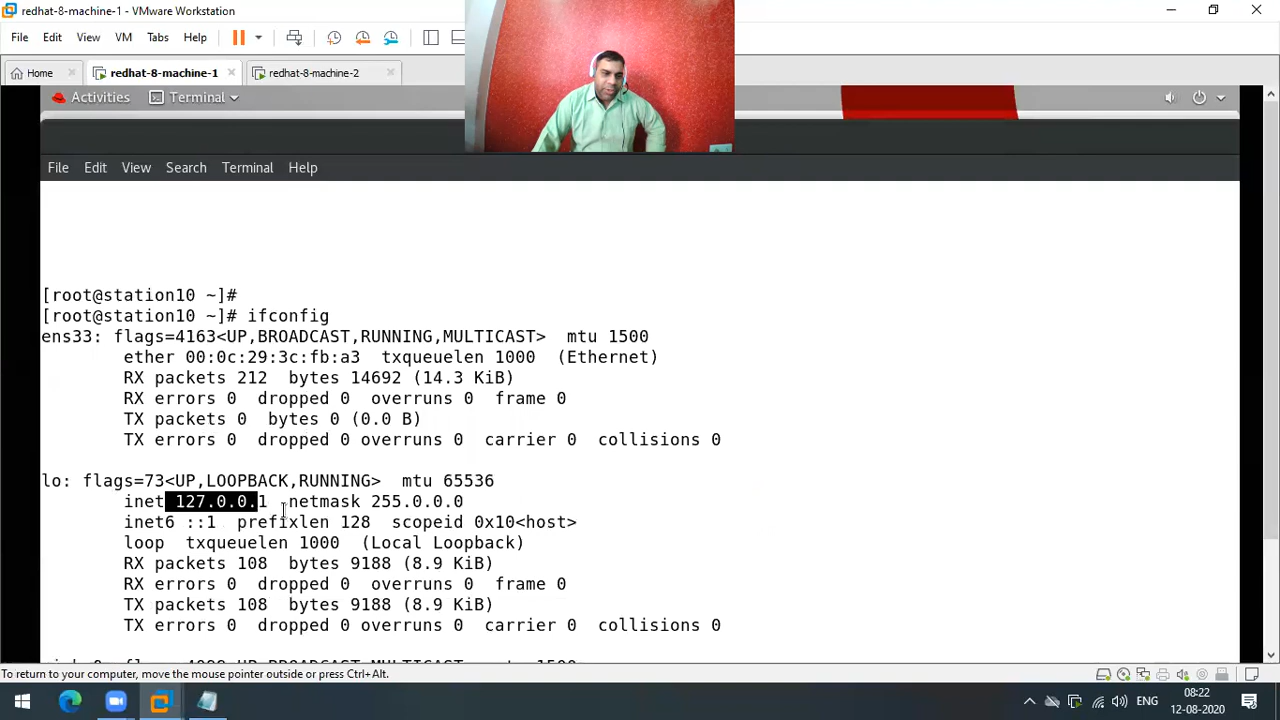 redhat-8-machine-1 - VMware Workstation
File Edit View VM Tabs Help
Home redhat-8-machine-1 redhat-8-machine-2
Activities Terminal
File Edit View Search Terminal Help
[root@station10 ~]#
[root@station10 ~]# ifconfig
ens33: flags=4163<UP,BROADCAST,RUNNING,MULTICAST> mtu 1500
ether 00:0c:29:3c:fb:a3 txqueuelen 1000 (Ethernet)
RX packets 212 bytes 14692 (14.3 KiB)
RX errors 0 dropped 0 overruns 0 frame 0
TX packets 0 bytes 0 (0.0 B)
TX errors 0 dropped 0 overruns 0 carrier 0 collisions 0
lo: flags=73<UP,LOOPBACK,RUNNING> mtu 65536
inet 127.0.0.1 netmask 255.0.0.0
inet6 ::1 prefixlen 128 scopeid 0x10<host>
loop txqueuelen 1000 (Local Loopback)
RX packets 108 bytes 9188 (8.9 KiB)
RX errors 0 dropped 0 overruns 0 frame 0
TX packets 108 bytes 9188 (8.9 KiB)
TX errors 0 dropped 0 overruns 0 carrier 0 collisions 0
To return to your computer, move the mouse pointer outside or press Ctrl+Alt.
ENG 08:22
12-08-2020